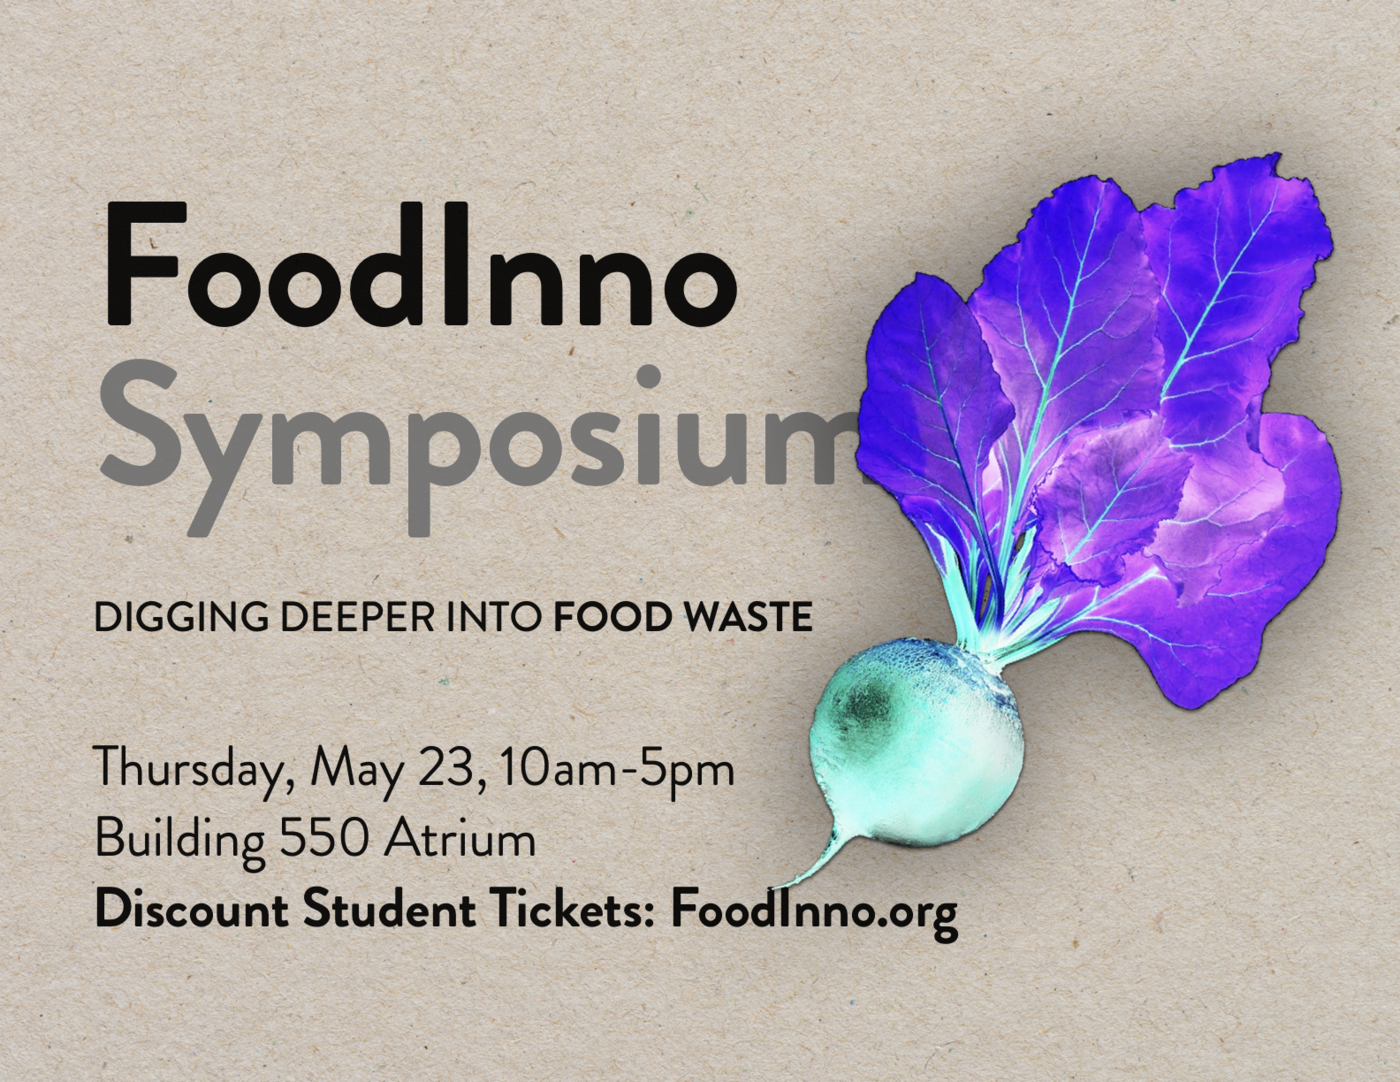 FoodInno
Symposium
DIGGING DEEPER INTO FOOD WASTE
Thursday, May 23, 10am-5pm
Building 550 Atrium
Discount Student Tickets: FoodInno.org